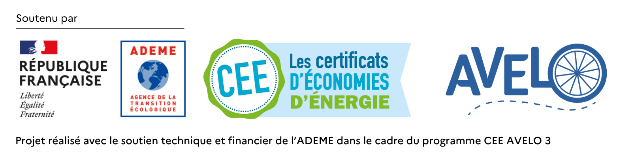 Soutenu par
RÉPUBLIQUE
FRANÇAISE
Liberté
Égalité
Fraternité
ADEME
AGENCE DE LA
TRANSITION
ÉCOLOGIQUE
CEE
Les certificats
D'ÉCONOMIES
D'ÉNERGIE
AVELO
Projet réalisé avec le soutien technique et financier de l'ADEME dans le cadre du programme CEE AVELO 3